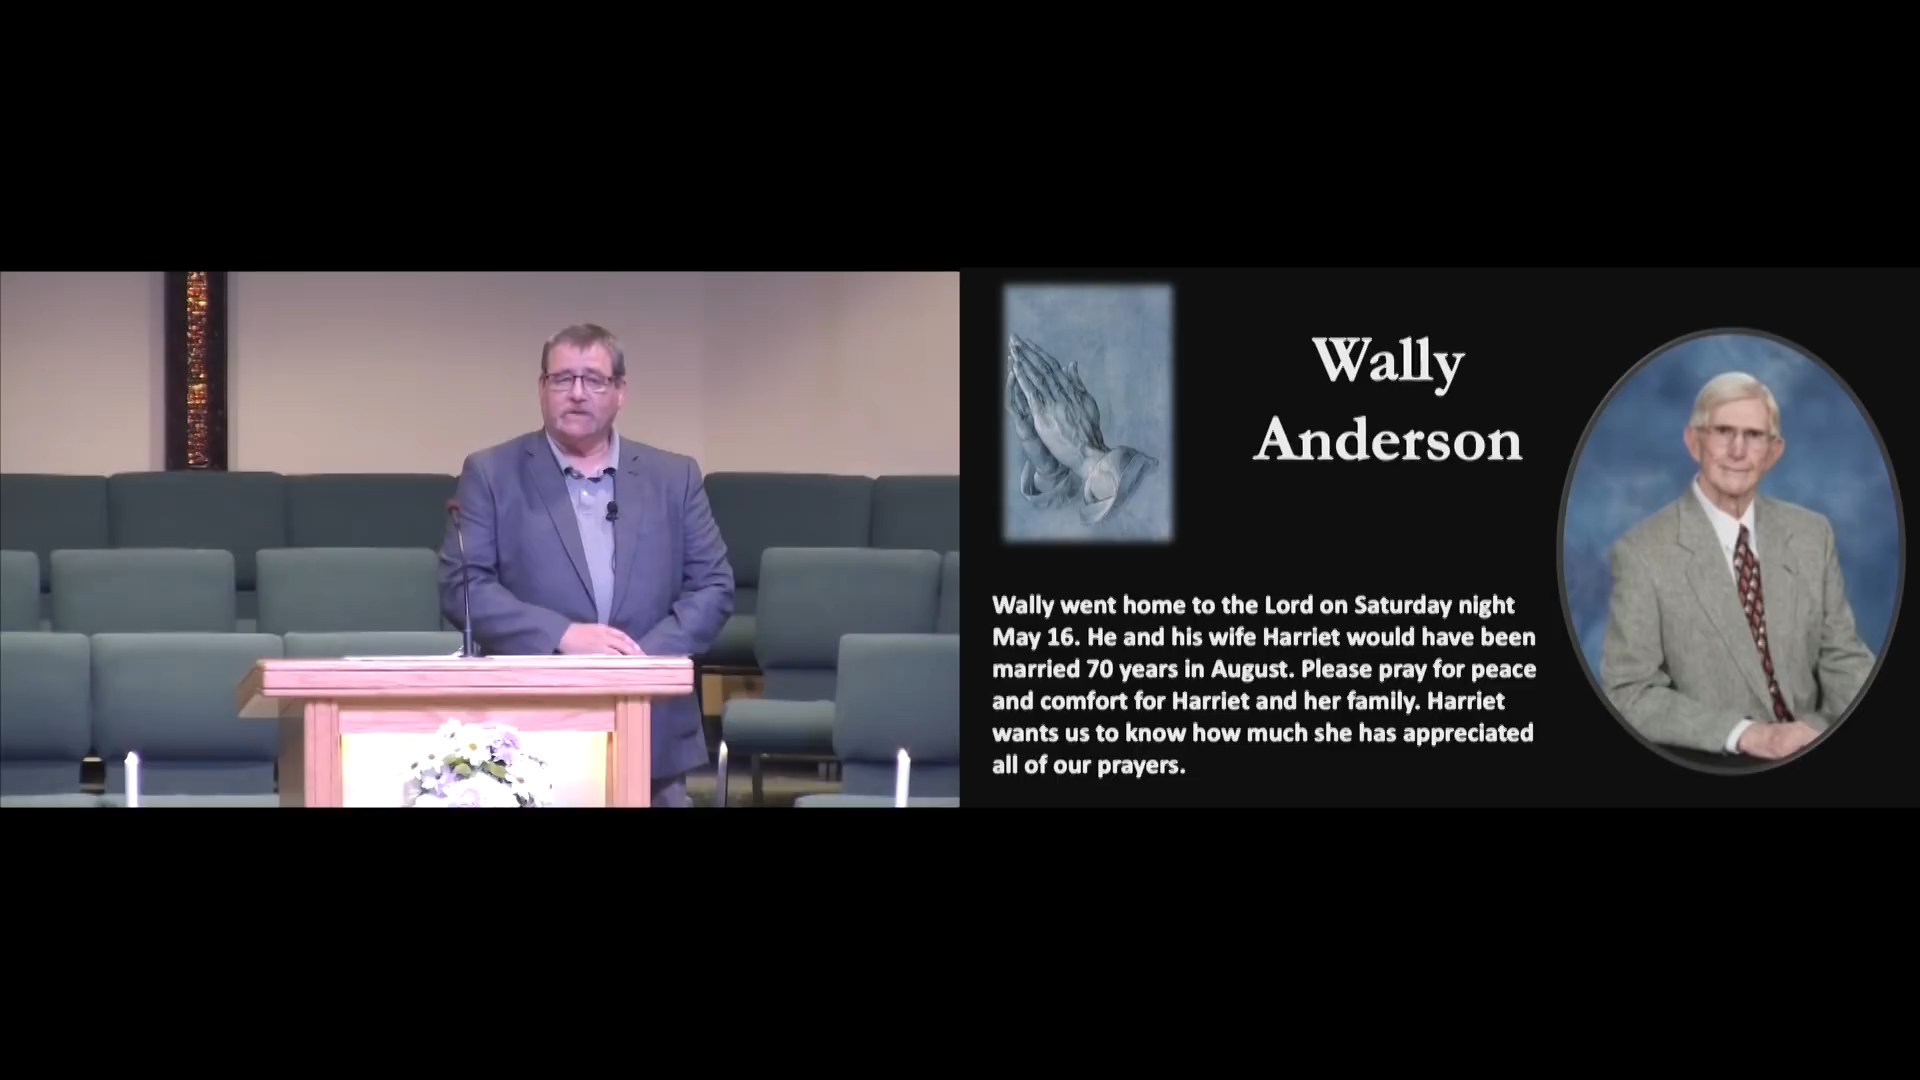 Wally
Anderson
Wally went home to the Lord on Saturday night
May 16. He and his wife Harriet would have been
married 70 years in August. Please pray for peace
and comfort for Harriet and her family. Harriet
wants us to know how much she has appreciated
all of our prayers.